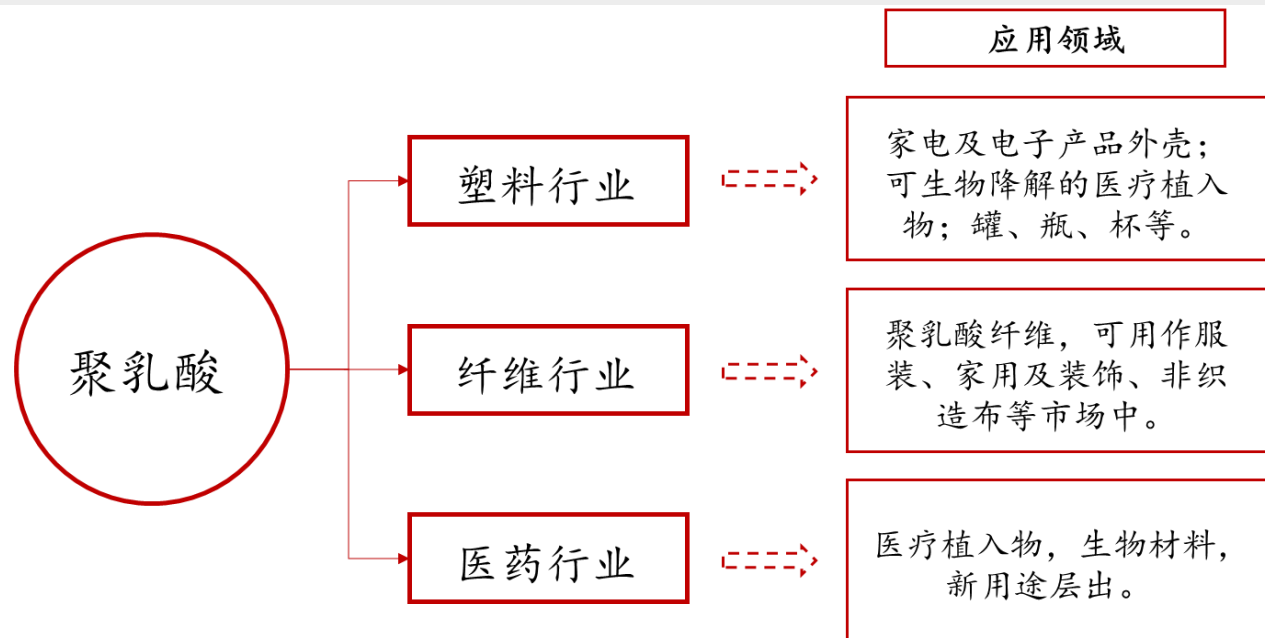 应用领域
聚乳酸
塑料行业
家电及电子产品外壳；
可生物降解的医疗植入
物；罐、瓶、杯等。
纤维行业
聚乳酸纤维，可用作服
装、家用及装饰、非织
造布等市场中。
医药行业
医疗植入物，生物材料，
新用途层出。